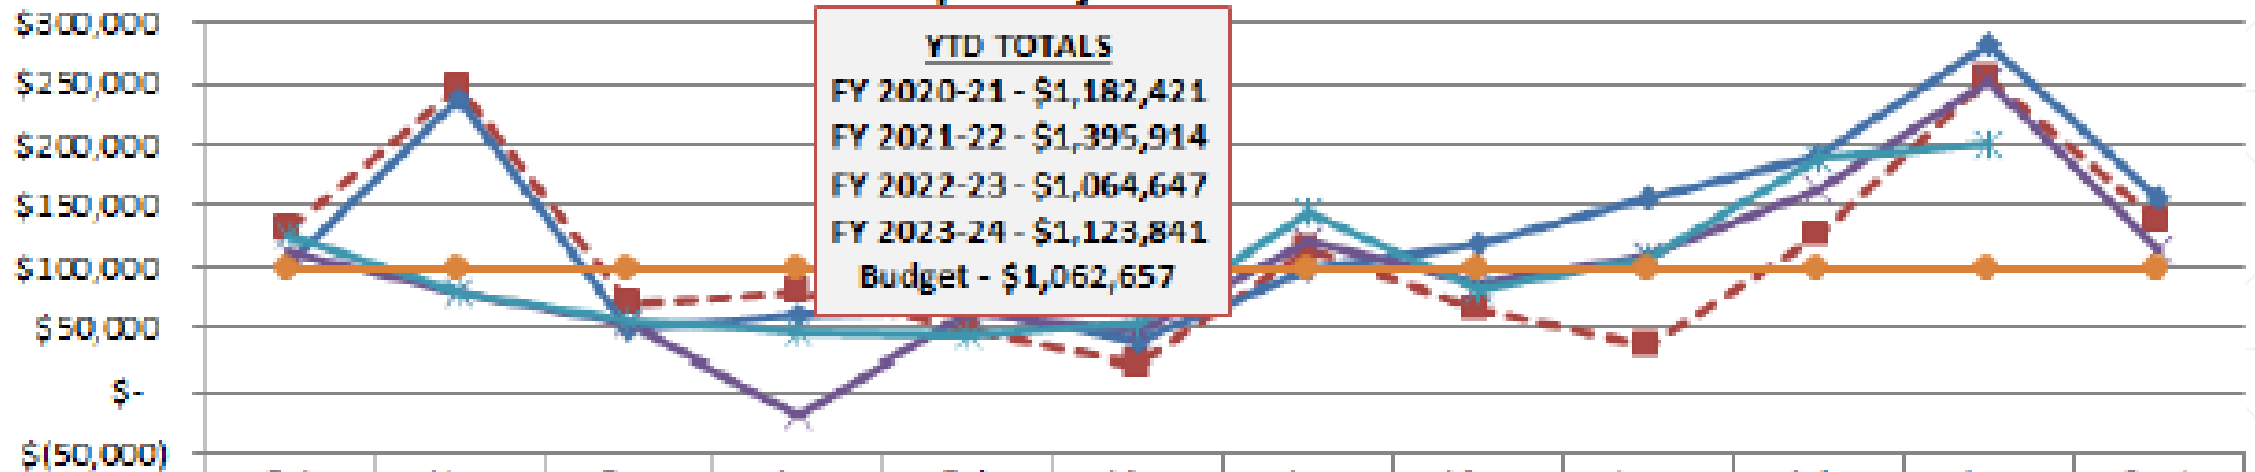 $300,000
$250,000
$200,000
$150,000
$100,000
$50,000
$-
$(50,000)
YTD TOTALS
FY 2020-21 - $1,182,421
FY 2021-22 - $1,395,914
FY 2022-23 - $1,064,647
FY 2023-24 - $1,123,841
Budget - $1,062,657